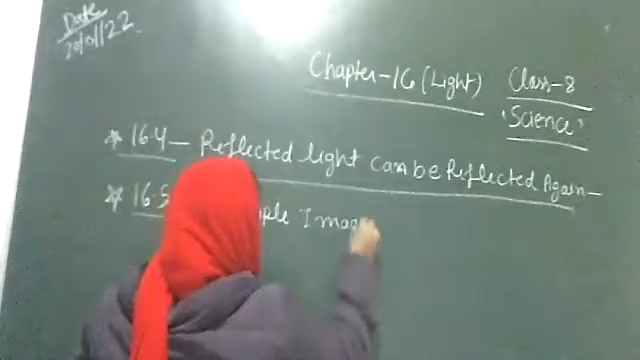 Date
20/01/22
Chapter-16 (Light) Class-8
'Science'
* 16.4 - Reflected light can be Reflected Again-
* 16.5 Imag